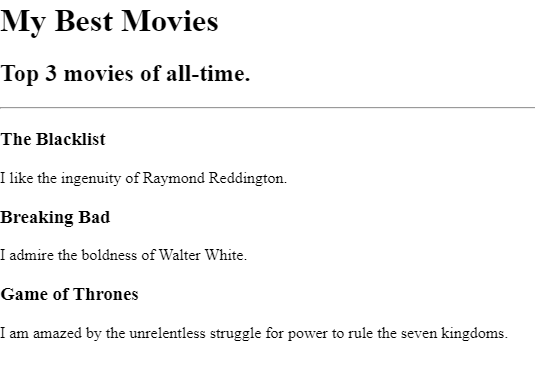 My Best Movies
Top 3 movies of all-time.
The Blacklist
I like the ingenuity of Raymond Reddington.
Breaking Bad
I admire the boldness of Walter White.
Game of Thrones
I am amazed by the unrelentless struggle for power to rule the seven kingdoms.